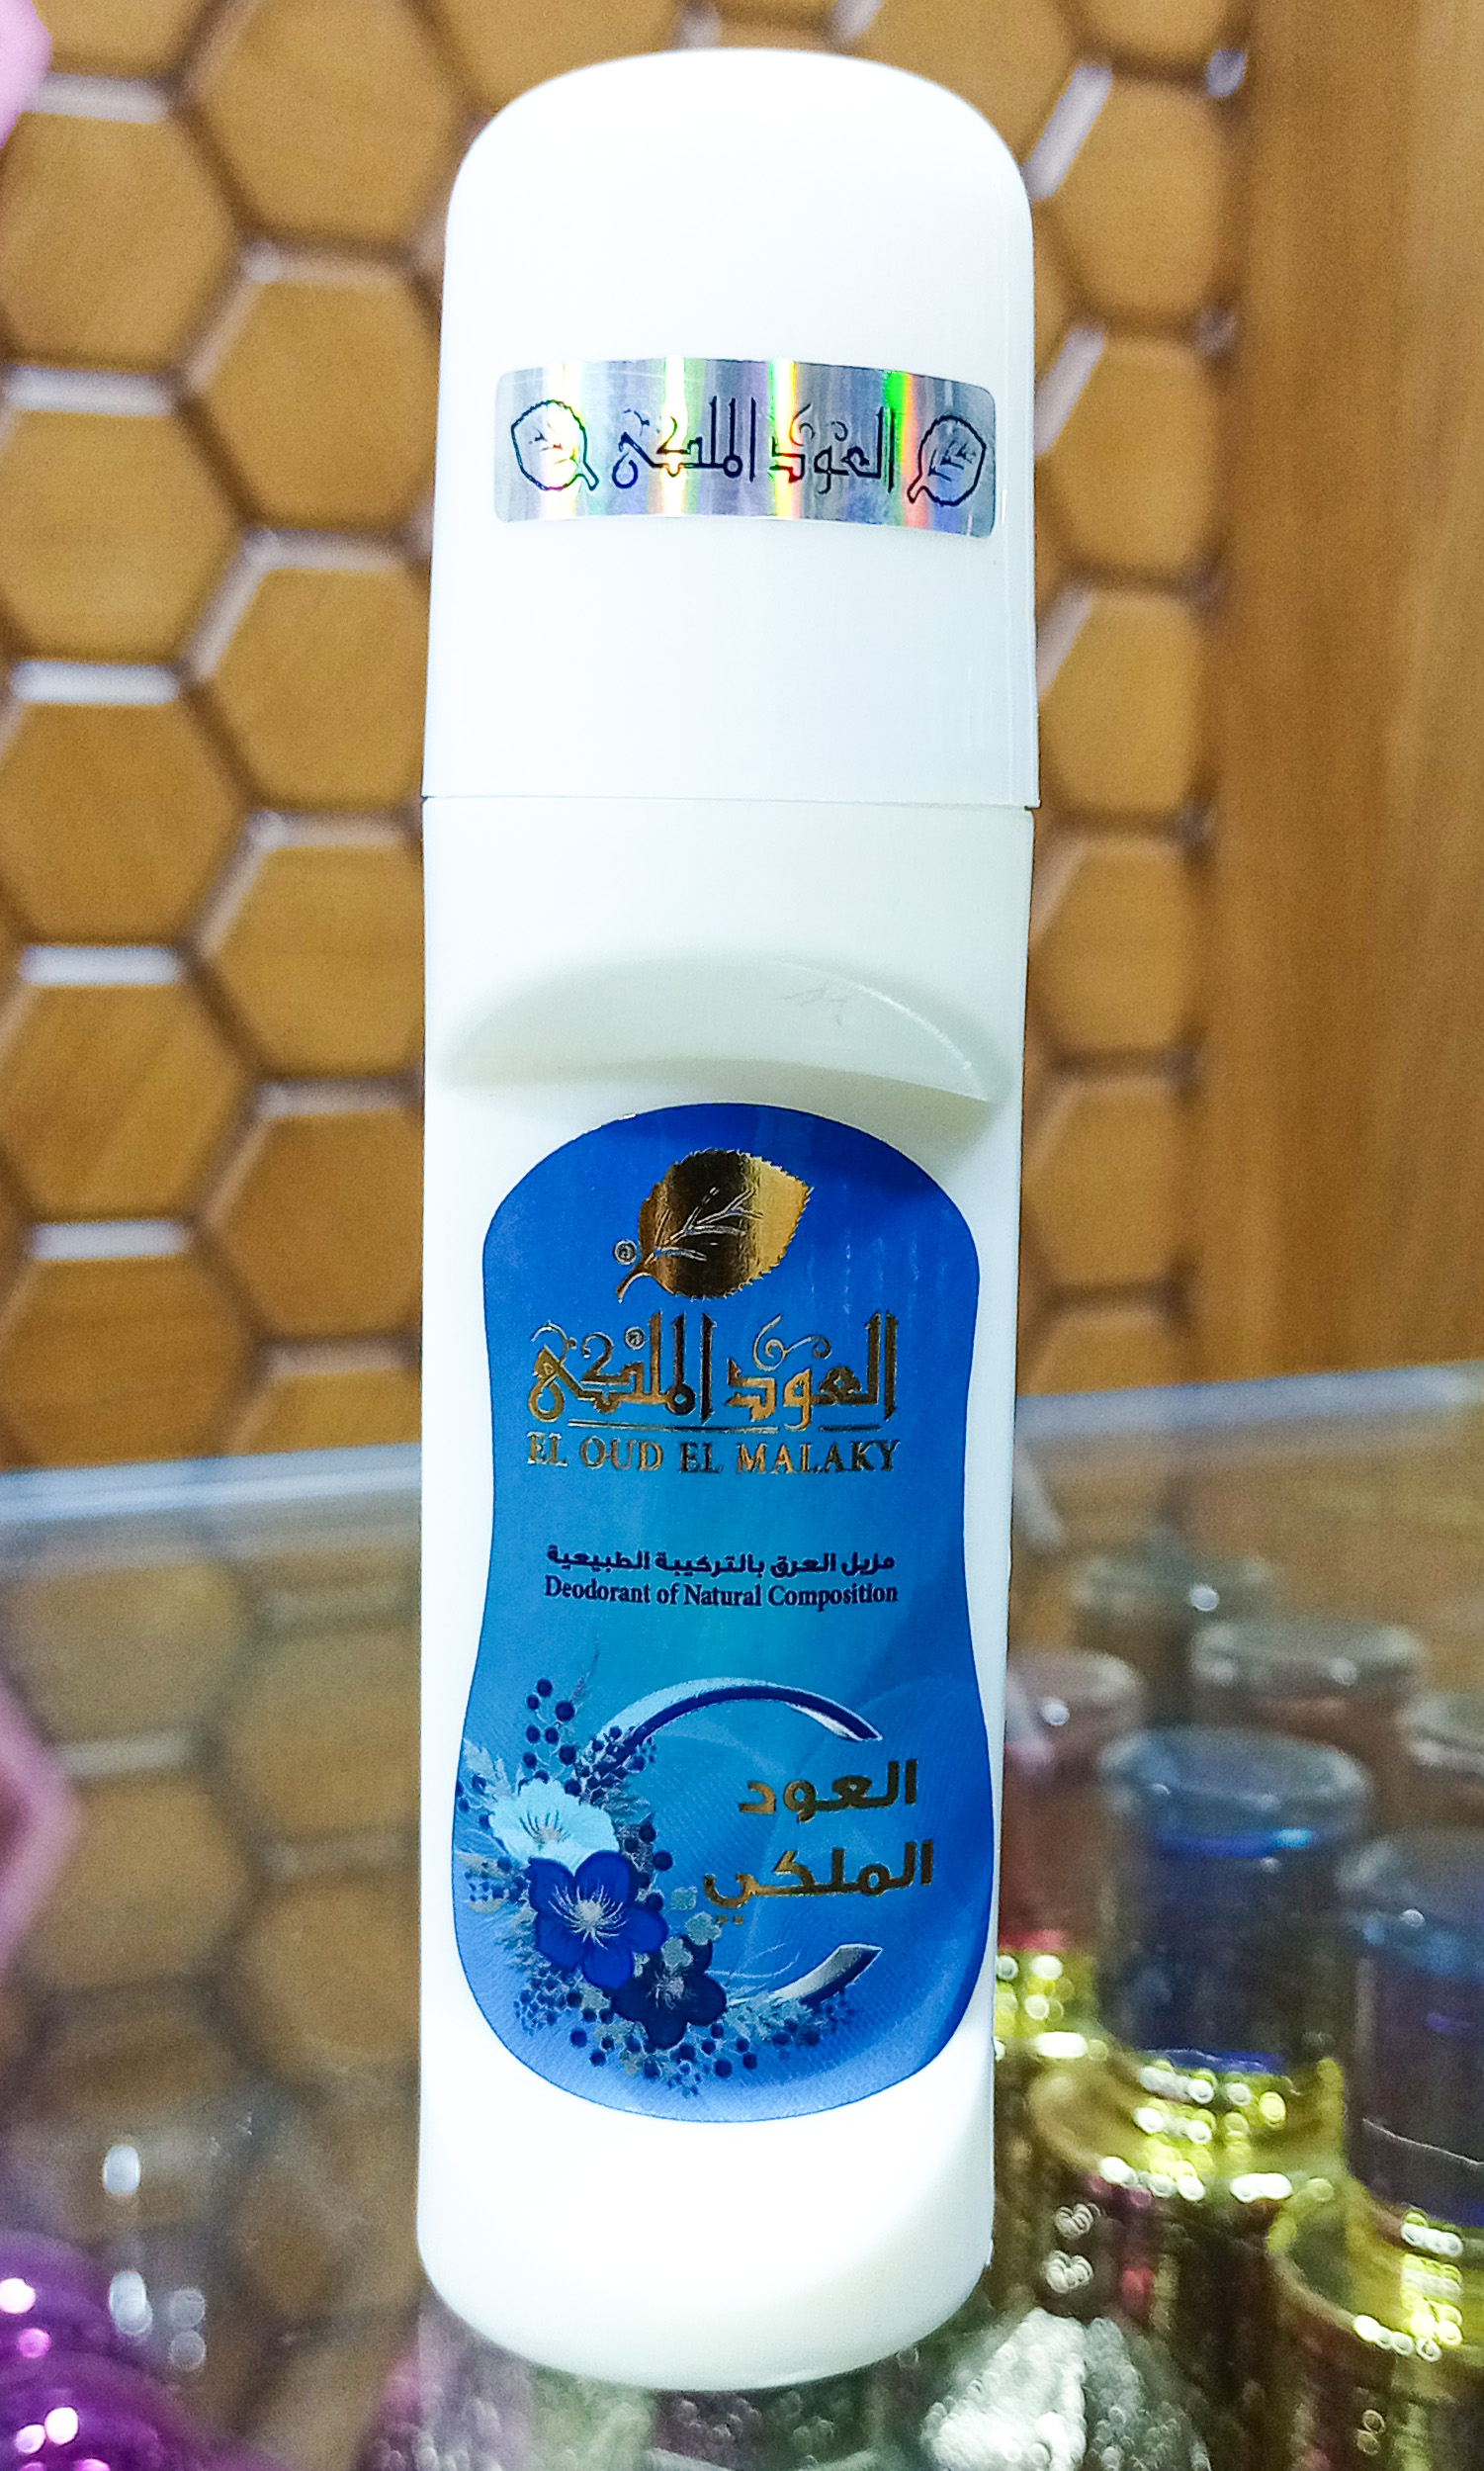 العود الملكي
العود الملكي
EL OUD EL MALAKY
مزيل العرق بالتركيبة الطبيعية
Deodorant of Natural Composition
العود
الملكي